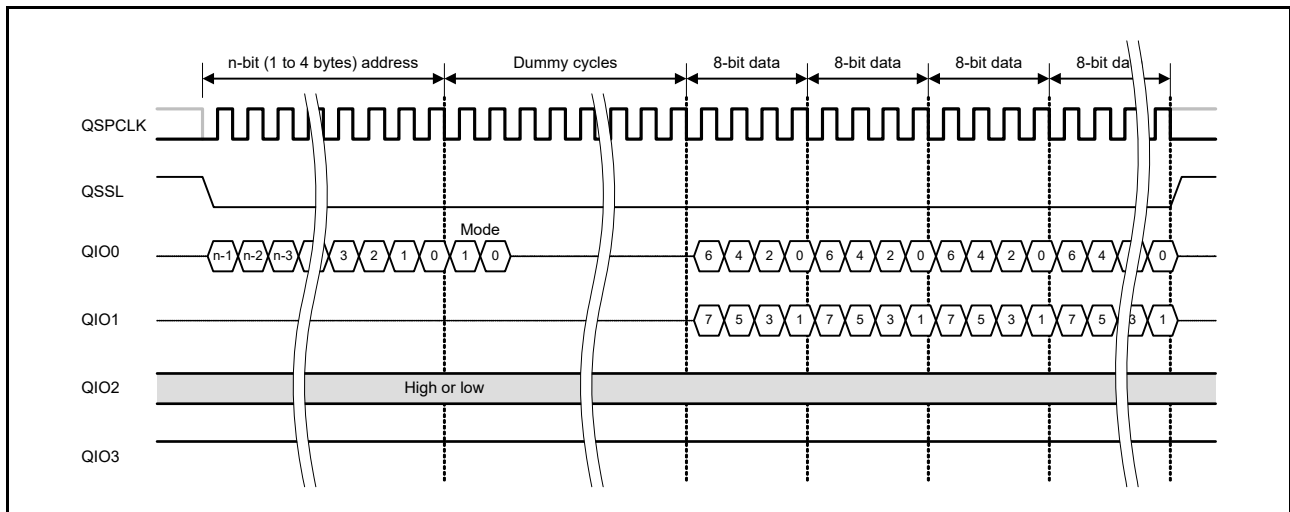 n-bit (1 to 4 bytes) address Dummy cycles 8-bit data 8-bit data 8-bit data 8-bit da
QSPCLK
QSSL
Mode
QIO0 n-1 n-2 n-3 3 2 1 0 1 0 6 4 2 0 6 4 2 0 6 4 2 0 6 4 0
QIO1 7 5 3 1 7 5 3 1 7 5 3 1 7 5 3 1
QIO2 High or low
QIO3